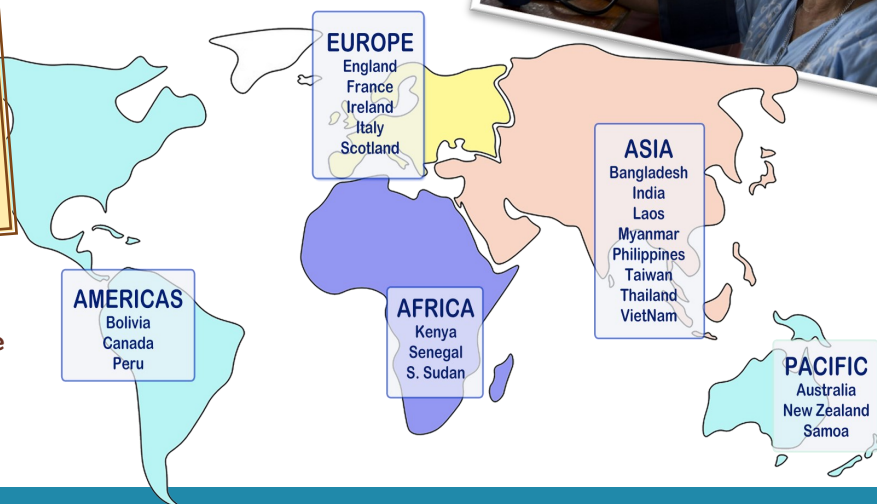 EUROPE
England
France
Ireland
Italy
Scotland
ASIA
Bangladesh
India
Laos
Myanmar
Philippines
Taiwan
Thailand
VietNam
AMERICAS
Bolivia
Canada
Peru
AFRICA
Kenya
Senegal
S. Sudan
PACIFIC
Australia
New Zealand
Samoa